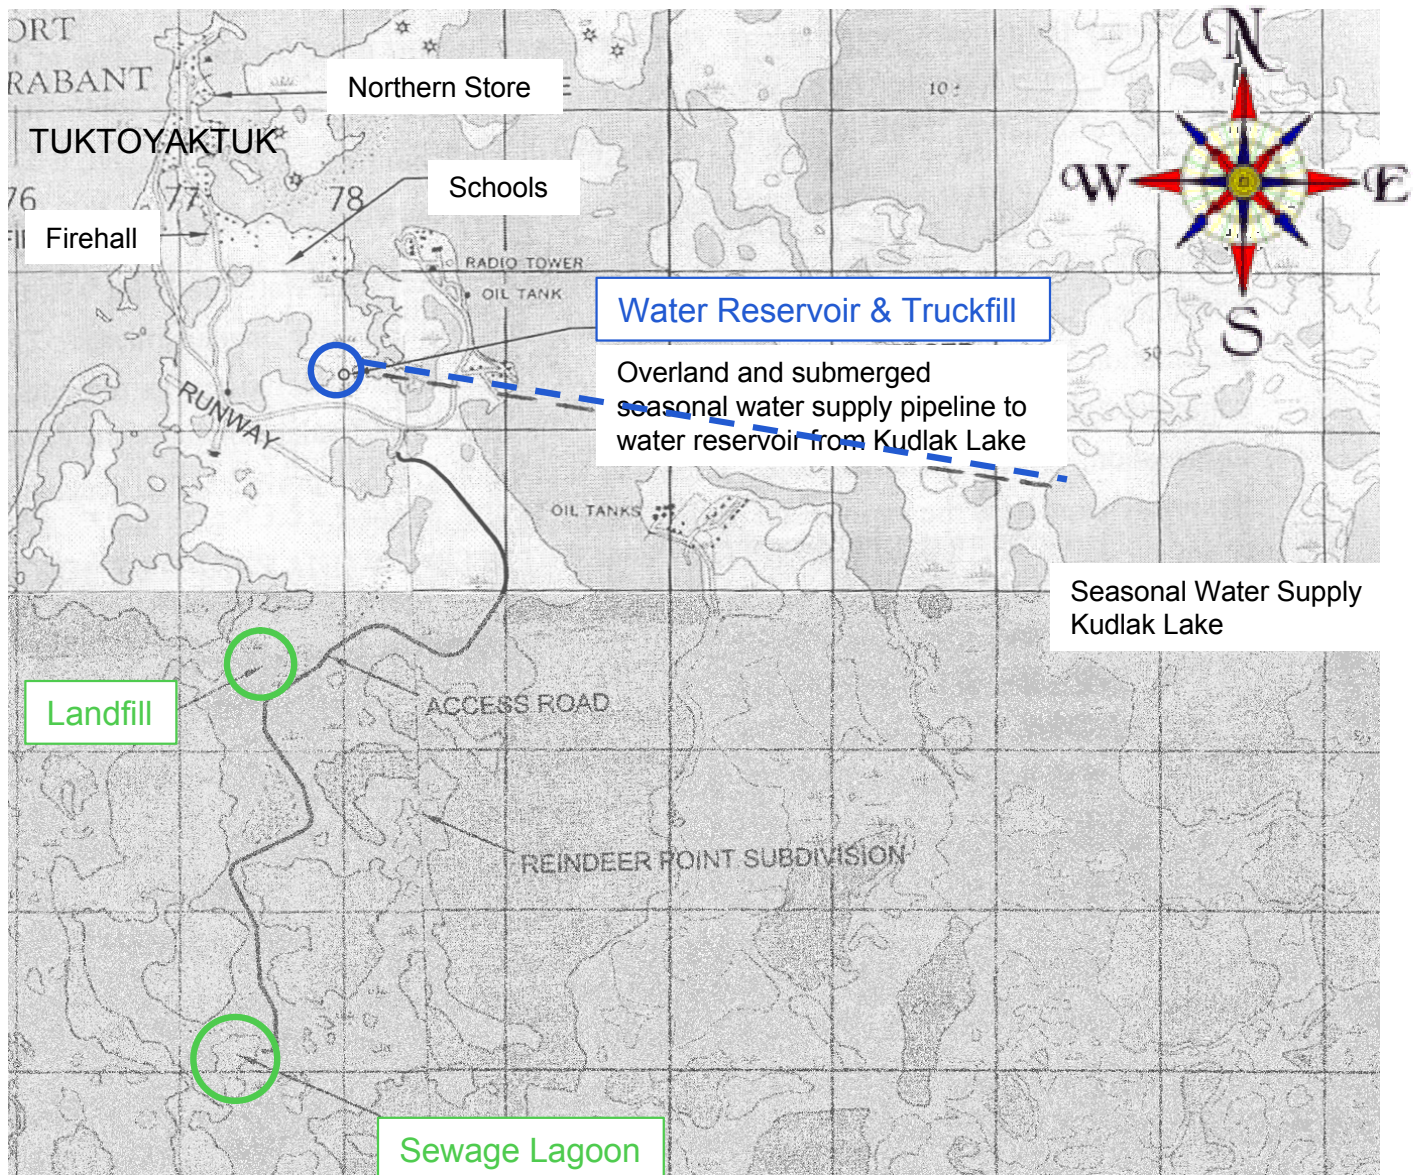 ORT
RABANT
Northern Store
E
10
N
TUKTOYAKTUK
W
E
Schools
76
77
78
Firehall
RADIO TOWER
OIL TANK
Water Reservoir & Truckfill
S
Overland and submerged
seasonal water supply pipeline to
water reservoir from Kudlak Lake
50
RUNWAY
OIL TANKS
Seasonal Water Supply
Kudlak Lake
Landfill
ACCESS ROAD
REINDEER POINT SUBDIVISION
Sewage Lagoon